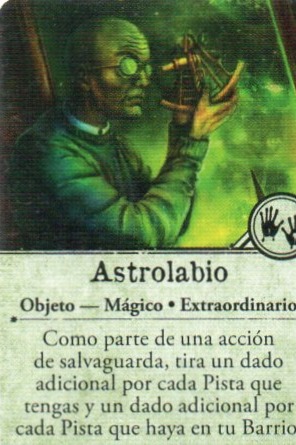 Astrolabio
Objeto — Mágico • Extraordinario
Como parte de una acción
de salvaguarda, tira un dado
adicional por cada Pista que
tengas y un dado adicional por
cada Pista que haya en tu Barrio